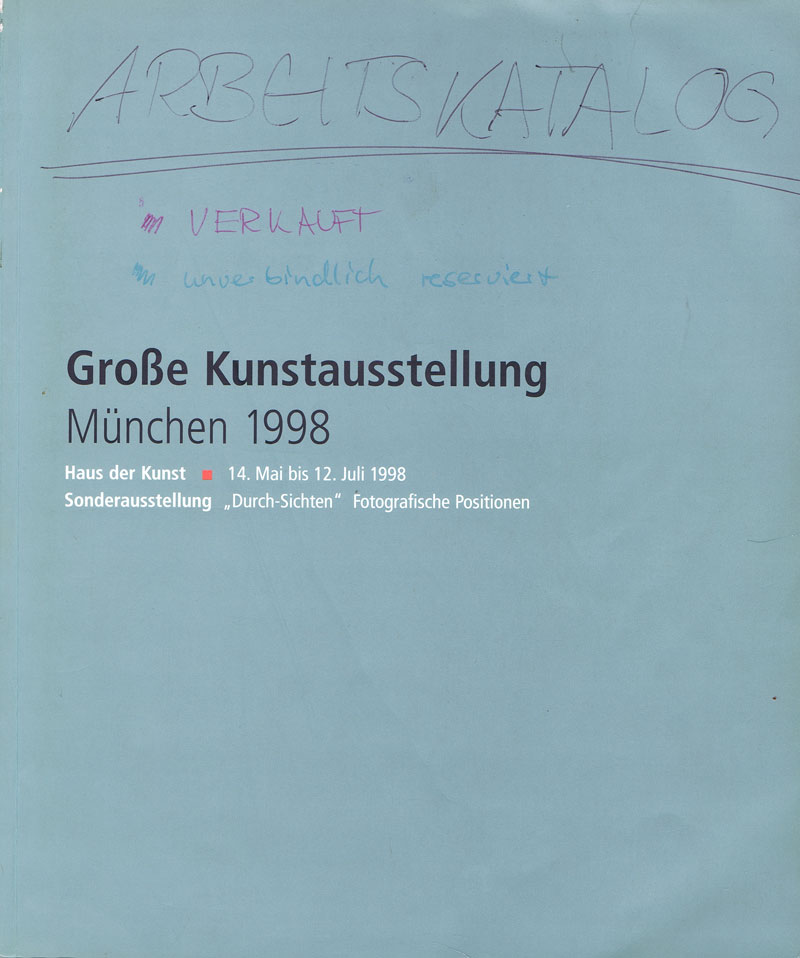 ARBEITSKATALOG
VERKAUFT
unverbindlich reserviert
Große Kunstausstellung
München 1998
Haus der Kunst ■ 14. Mai bis 12. Juli 1998
Sonderausstellung „Durch-Sichten“ Fotografische Positionen